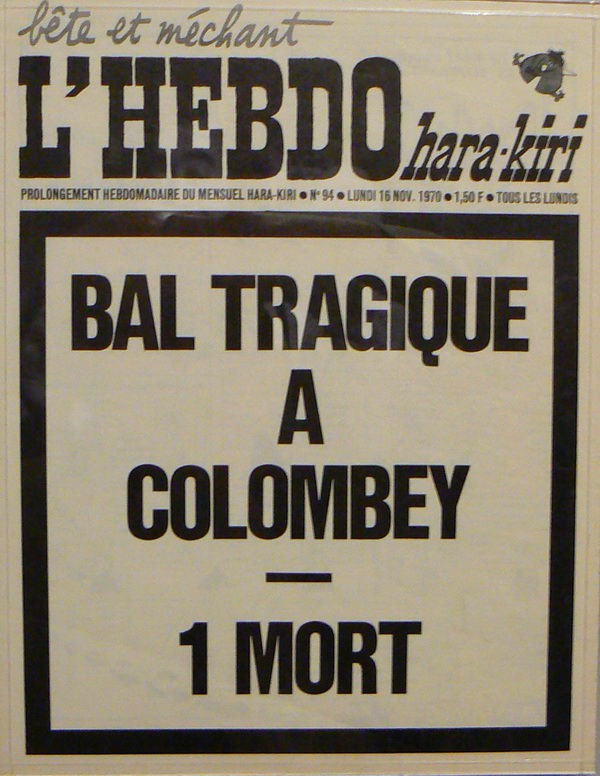 bête et méchant
L'HEBDO hara-kiri
PROLONGEMENT HEBDOMADAIRE DU MENSUEL HARA-KIRI ● N° 94 ● LUNDI 16 NOV. 1970 ● 1,50 F ● TOUS LES LUNDIS
BAL TRAGIQUE
A
COLOMBEY
—
1 MORT